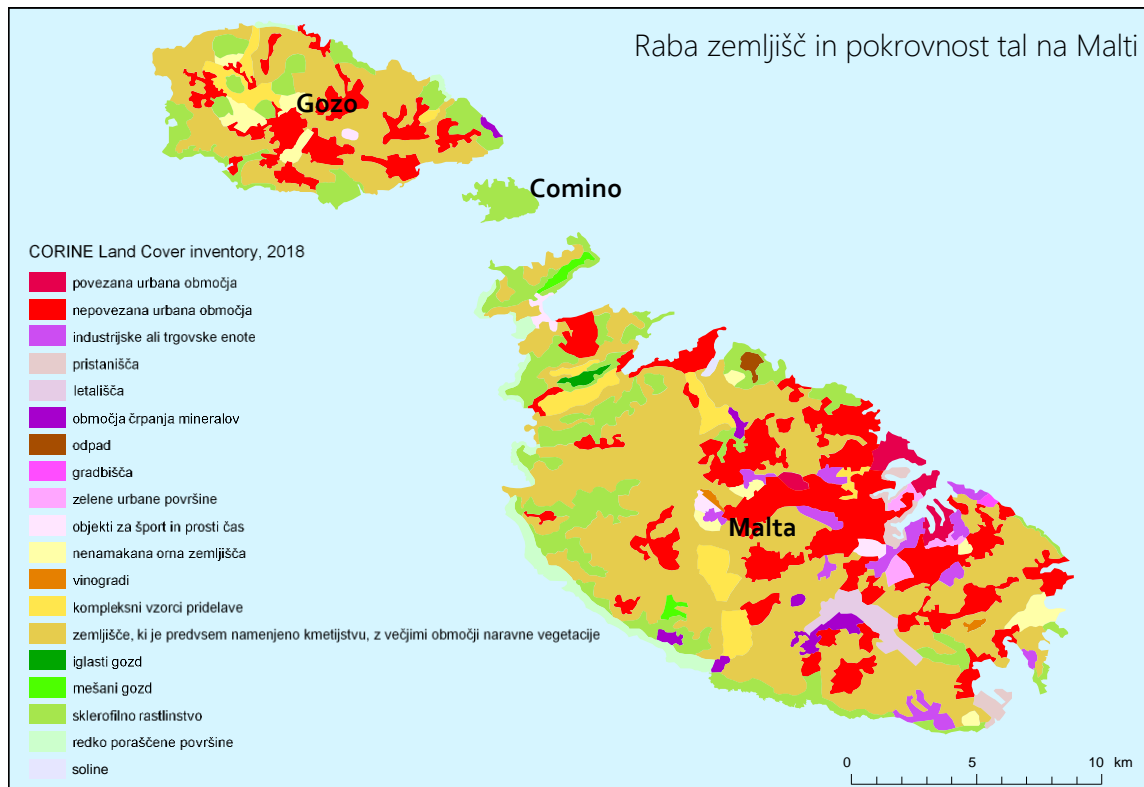 Raba zemljišč in pokrovnost tal na Malti
Gozo
Comino
CORINE Land Cover inventory, 2018
povezana urbana območja
nepovezana urbana območja
industrijske ali trgovske enote
pristanišča
letališča
območja črpanja mineralov
odpad
gradbišča
zelene urbane površine
objekti za šport in prosti čas
nenamakana orna zemljišča
vinogradi
kompleksni vzorci pridelave
zemljišče, ki je predvsem namenjeno kmetijstvu, z večjimi območji naravne vegetacije
iglasti gozd
mešani gozd
sklerofilno rastlinstvo
redko poraščene površine
soline
Malta
0 5 10 km